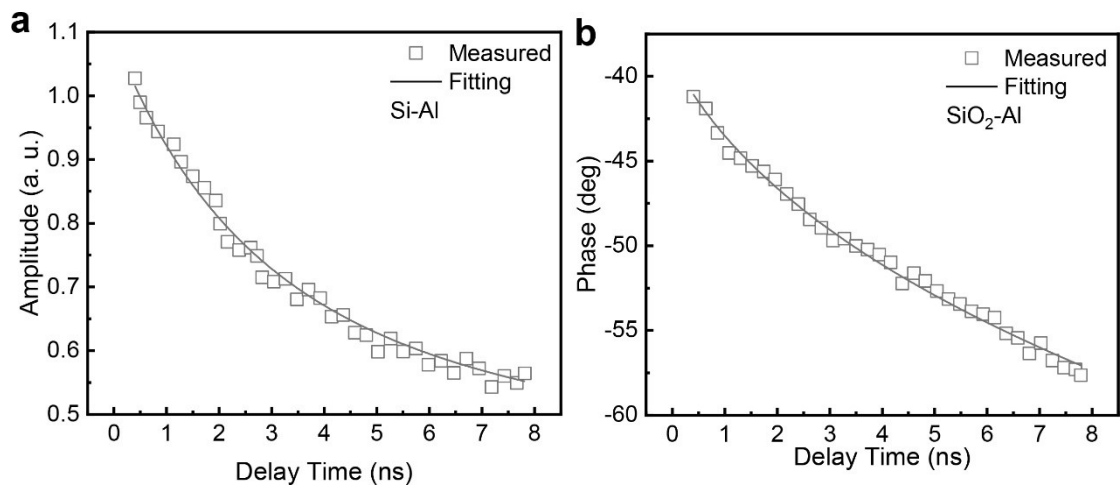 a
1.1
1.0
0.9
0.8
0.7
0.6
0.5
Amplitude (a. u.)
Measured
Fitting
Si-Al
0 1 2 3 4 5 6 7 8
Delay Time (ns)
b
-40
-45
-50
-55
-60
Phase (deg)
Measured
Fitting
SiO₂-Al
0 1 2 3 4 5 6 7 8
Delay Time (ns)